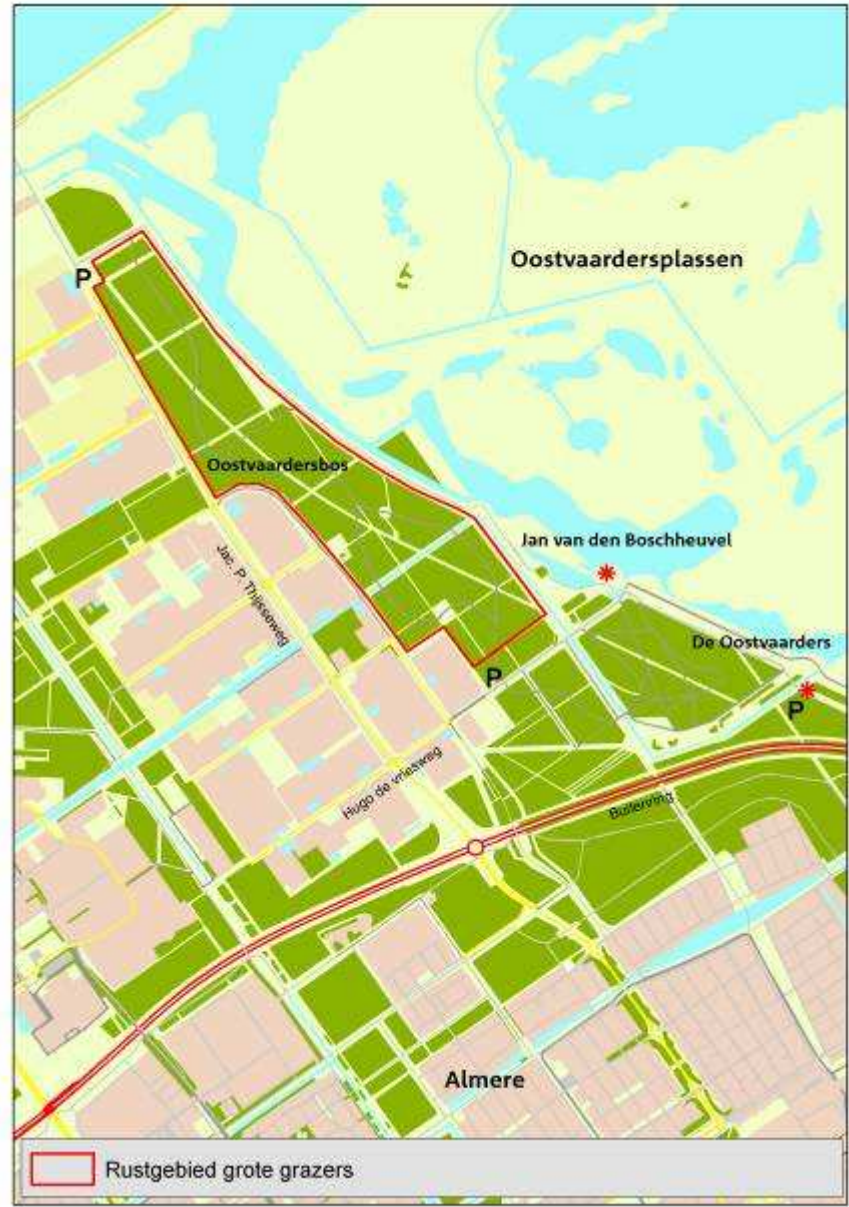 Oostvaardersplassen
P
Oostvaardersbos
Jan van den Boschheuvel
Jac. P. Thijsseweg
De Oostvaarders
P
P
Hugo de vriesweg
Buitenring
Almere
Rustgebied grote grazers